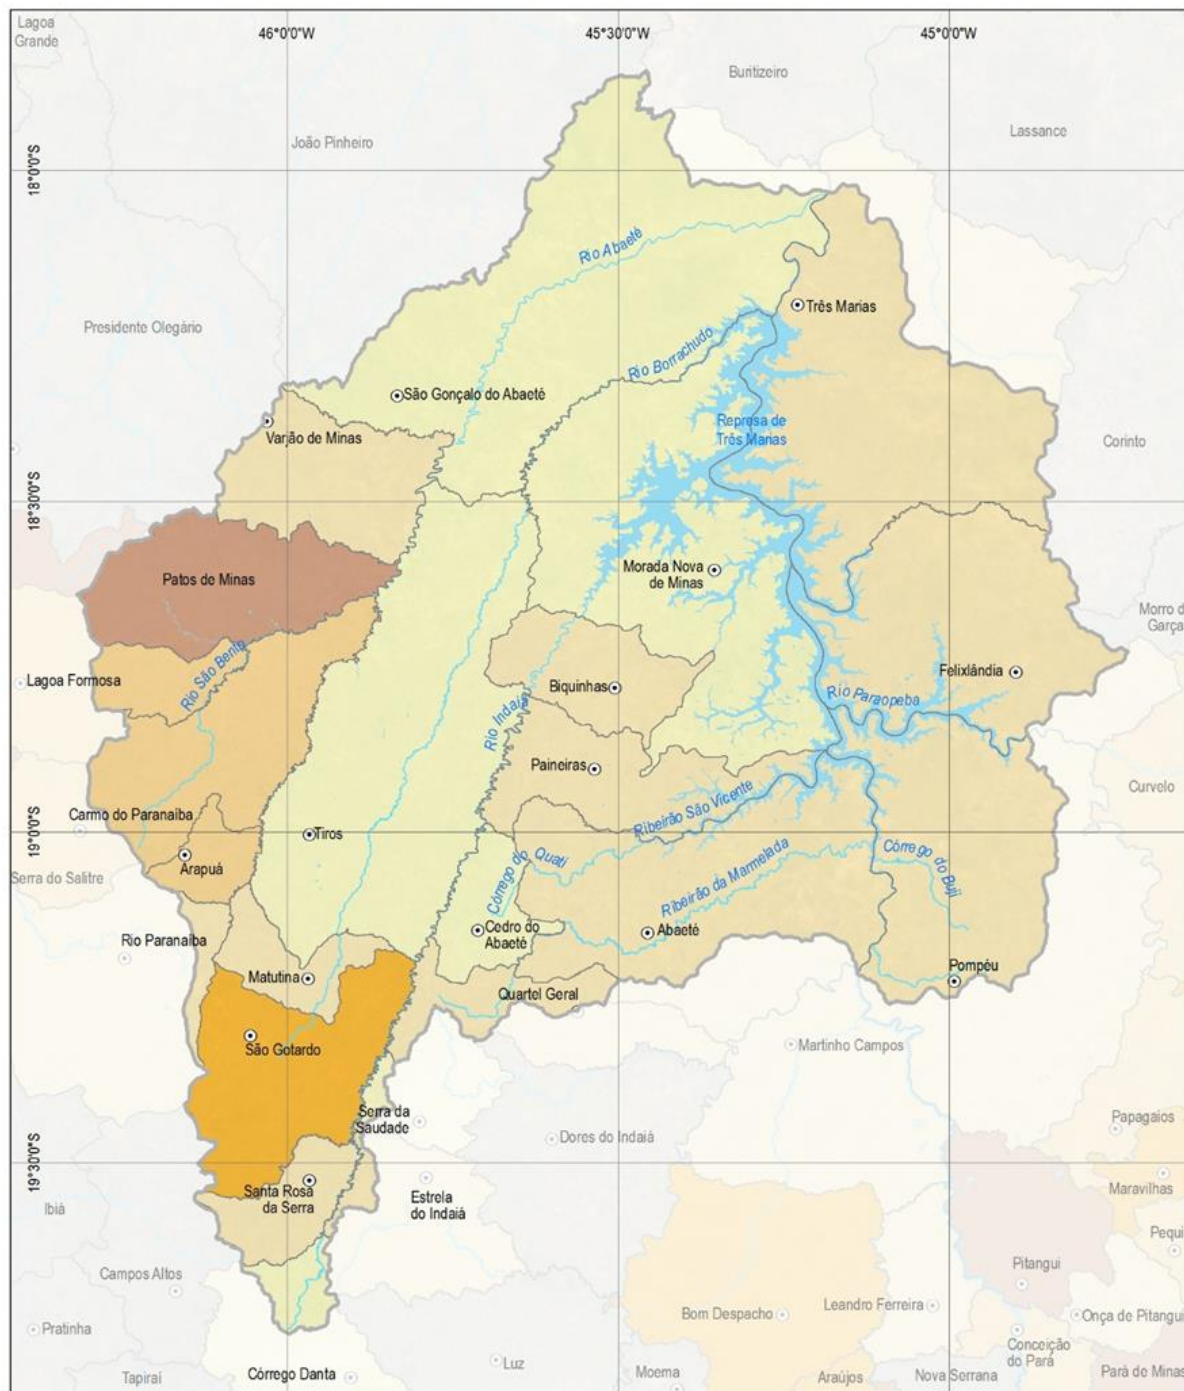 Lagoa
Grande
46°0'0"W
45°30'0"W
45°0'0"W
Buritizeiro
Lassance
João Pinheiro
18°0'0"S
Rio Abaeté
Três Marias
Presidente Olegário
Rio Borrachudo
São Gonçalo do Abaeté
Represa de
Três Marias
Varjão de Minas
Corinto
18°30'0"S
Patos de Minas
Morada Nova
de Minas
Morro d
Garça
Lagoa Formosa
Rio São Bento
Felixlândia
Biquinhas
Rio Paraopeba
Rio Indaiá
Paineiras
Curvelo
Carmo do Paranaíba
Ribeirão São Vicente
19°0'0"S
Tiros
Arapuá
Serra do Salitre
Córrego do Quati
Ribeirão da Marmelada
Córrego do Buji
Cedro do
Abaeté
Abaeté
Rio Paranaíba
Matutina
Pompéu
Quartel Geral
São Gotardo
Martinho Campos
Serra da
Saudade
Papagaios
Dores do Indaiá
19°30'0"S
Santa Rosa
da Serra
Maravilhas
Estrela
do Indaiá
Ibiá
Pequi
Campos Altos
Pitangui
Bom Despacho
Leandro Ferreira
Onça de Pitangui
Pratinha
Conceição
do Pará
Luz
Tapiraí
Córrego Danta
Moema
Araújos
Nova Serrana
Pará de Minas